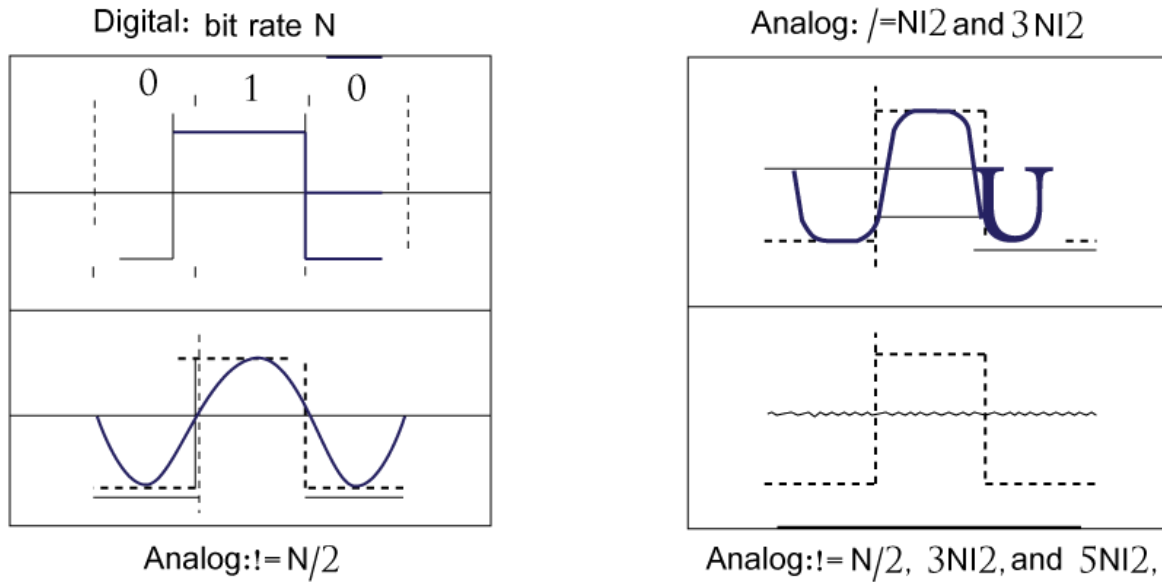 Digital: bit rate N
Analog: /=NI2 and 3NI2
0 1 0
U
Analog:!= N/2
Analog:!= N/2, 3NI2, and 5NI2,